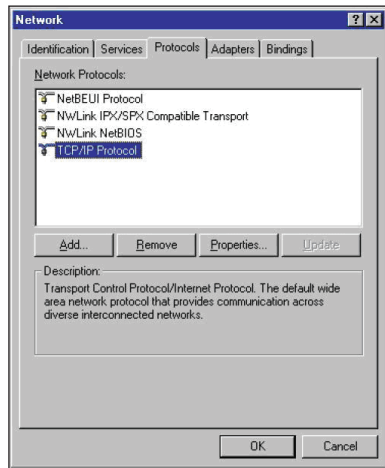 Network
Identification Services Protocols Adapters Bindings
Network Protocols:
NetBEUI Protocol
NWLink IPX/SPX Compatible Transport
NWLink NetBIOS
TCP/IP Protocol
Add... Remove Properties... Update
Description:
Transport Control Protocol/Internet Protocol. The default wide
area network protocol that provides communication across
diverse interconnected networks.
OK Cancel